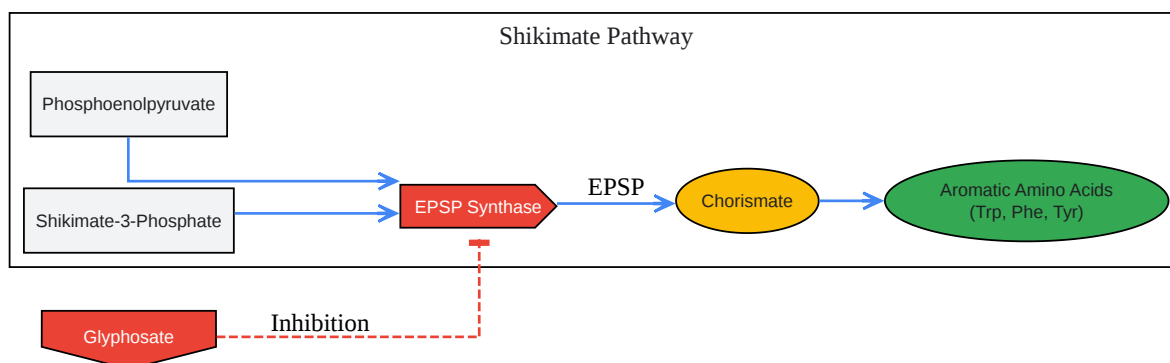 Shikimate Pathway
Phosphoenolpyruvate
Shikimate-3-Phosphate
EPSP Synthase
EPSP
Chorismate
Aromatic Amino Acids
(Trp, Phe, Tyr)
Glyphosate
Inhibition